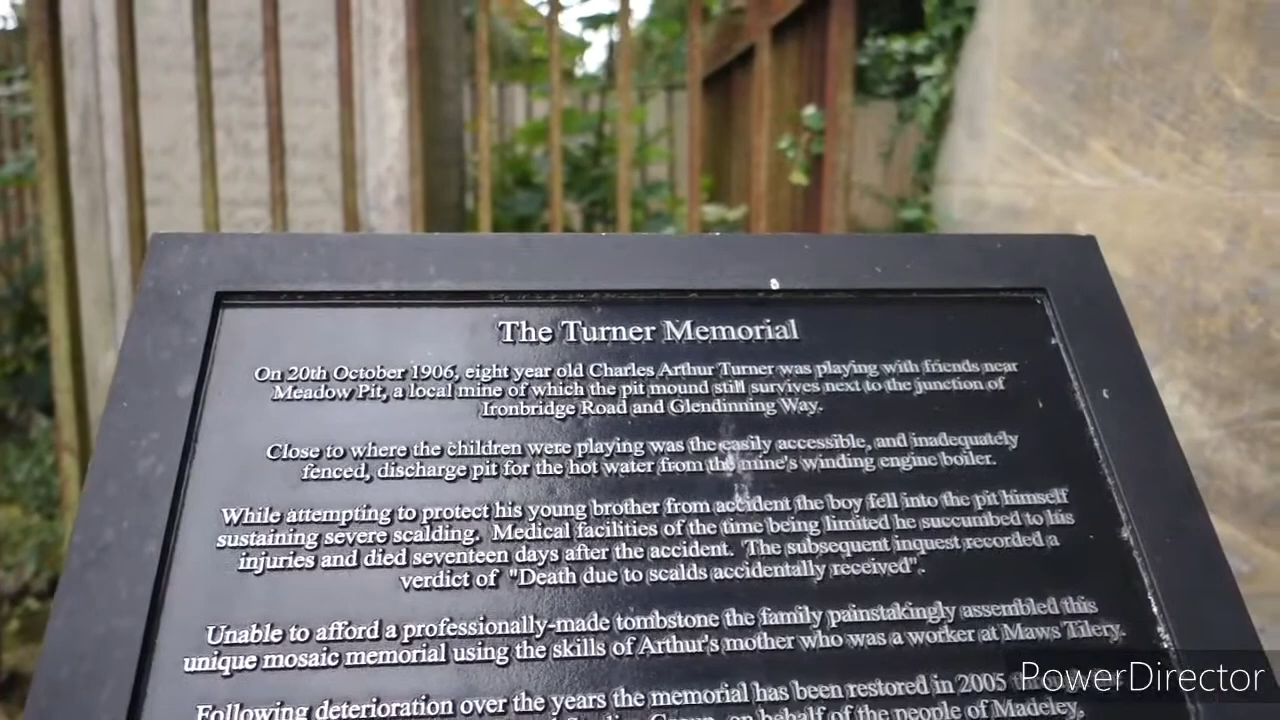 The Turner Memorial
On 20th October 1906, eight year old Charles Arthur Turner was playing with friends near
Meadow Pit, a local mine of which the pit mound still survives next to the junction of
Ironbridge Road and Glendinning Way.
Close to where the children were playing was the easily accessible, and inadequately
fenced, discharge pit for the hot water from the mine's winding engine boiler.
While attempting to protect his young brother from accident the boy fell into the pit himself
sustaining severe scalding. Medical facilities of the time being limited he succumbed to his
injuries and died seventeen days after the accident. The subsequent inquest recorded a
verdict of "Death due to scalds accidentally received".
Unable to afford a professionally-made tombstone the family painstakingly assembled this
unique mosaic memorial using the skills of Arthur's mother who was a worker at Maws Tilery.
Following deterioration over the years the memorial has been restored in 2005
Group, on behalf of the people of Madeley,
PowerDirector